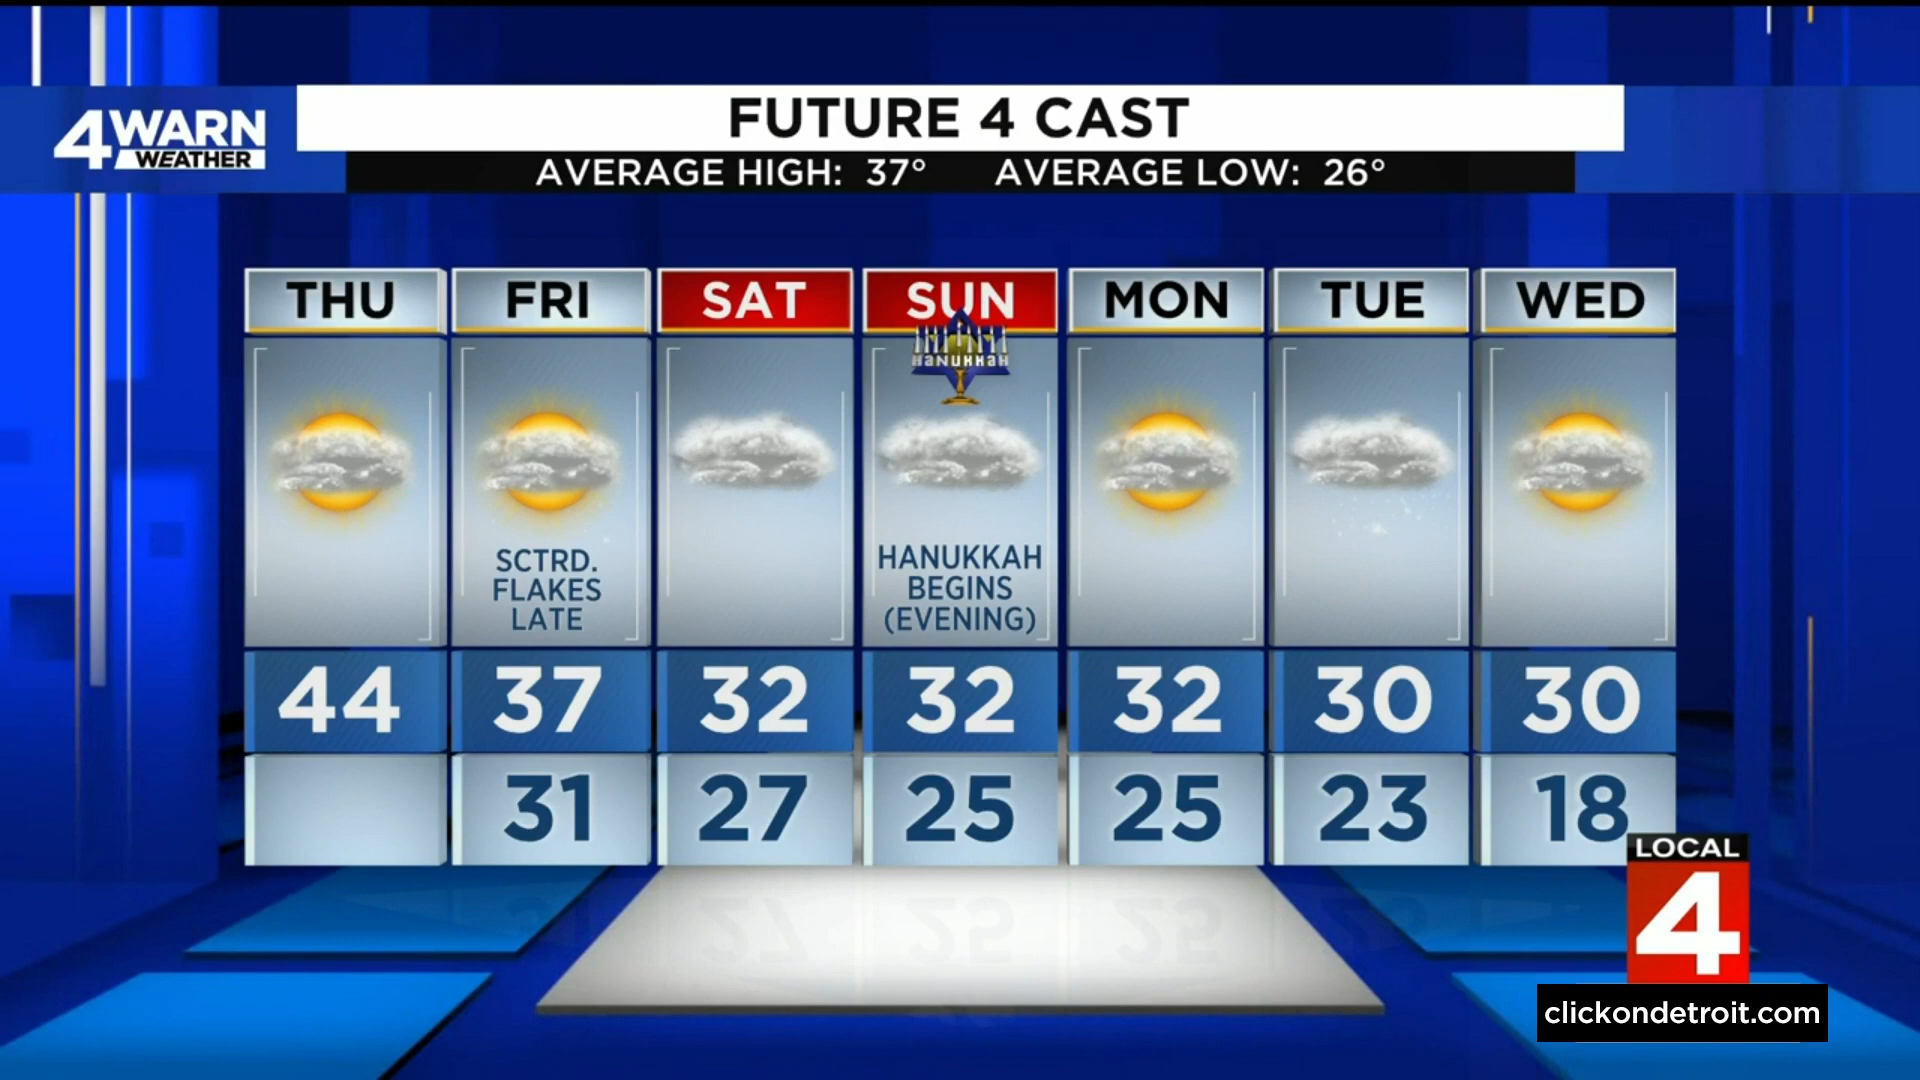 4WARN
WEATHER
FUTURE 4 CAST
AVERAGE HIGH: 37° AVERAGE LOW: 26°
THU FRI SAT SUN MON TUE WED
HANUKKAH
SCTRD.
FLAKES
LATE
HANUKKAH
BEGINS
(EVENING)
44 37 32 32 32 30 30
31 27 25 25 23 18
LOCAL
4
clickondetroit.com